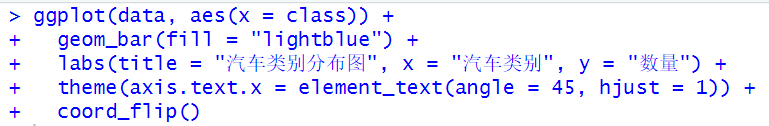 > ggplot(data, aes(x = class)) +
+   geom_bar(fill = "lightblue") +
+   labs(title = "汽车类别分布图", x = "汽车类别", y = "数量") +
+   theme(axis.text.x = element_text(angle = 45, hjust = 1)) +
+   coord_flip()